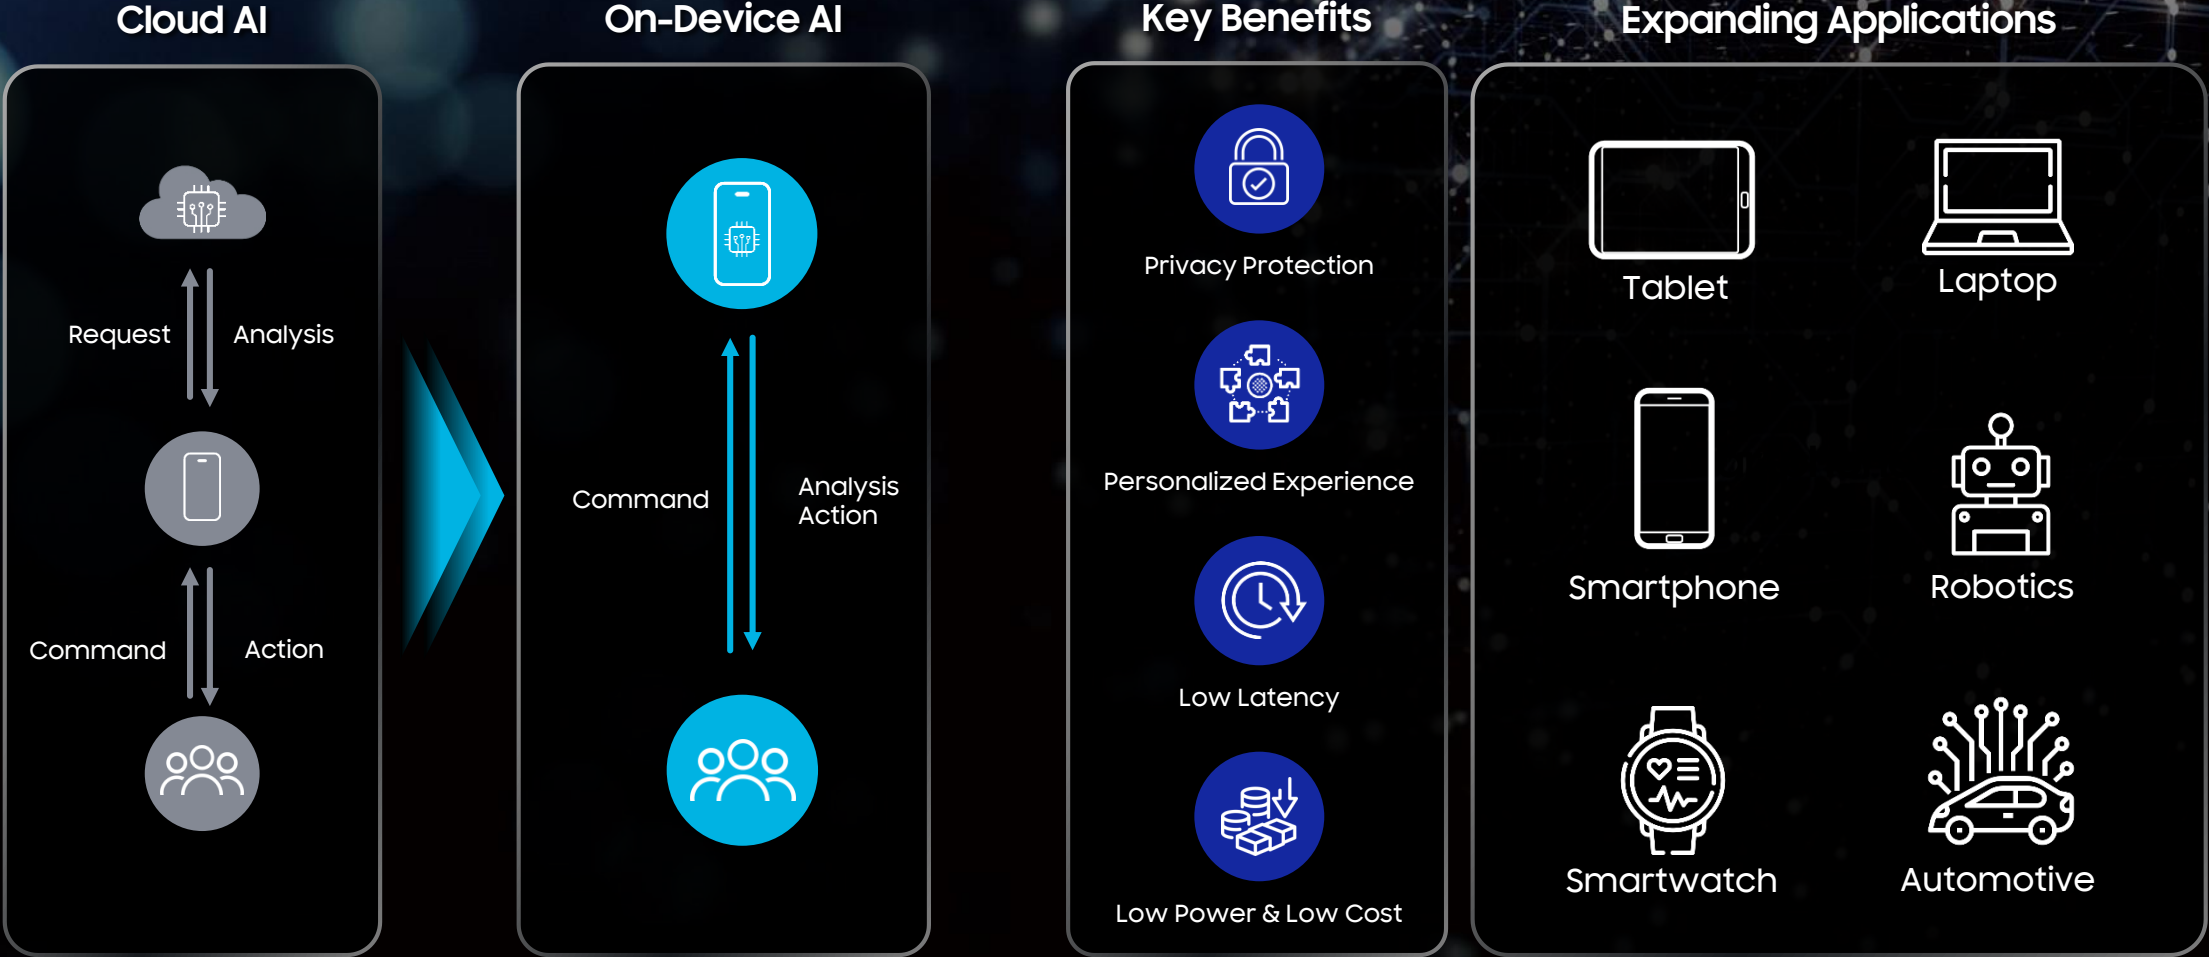 Cloud AI
Request
Analysis
Command
Action
On-Device AI
Command
Analysis
Action
Key Benefits
Privacy Protection
Personalized Experience
Low Latency
Low Power & Low Cost
Expanding Applications
Tablet
Laptop
Smartphone
Robotics
Smartwatch
Automotive